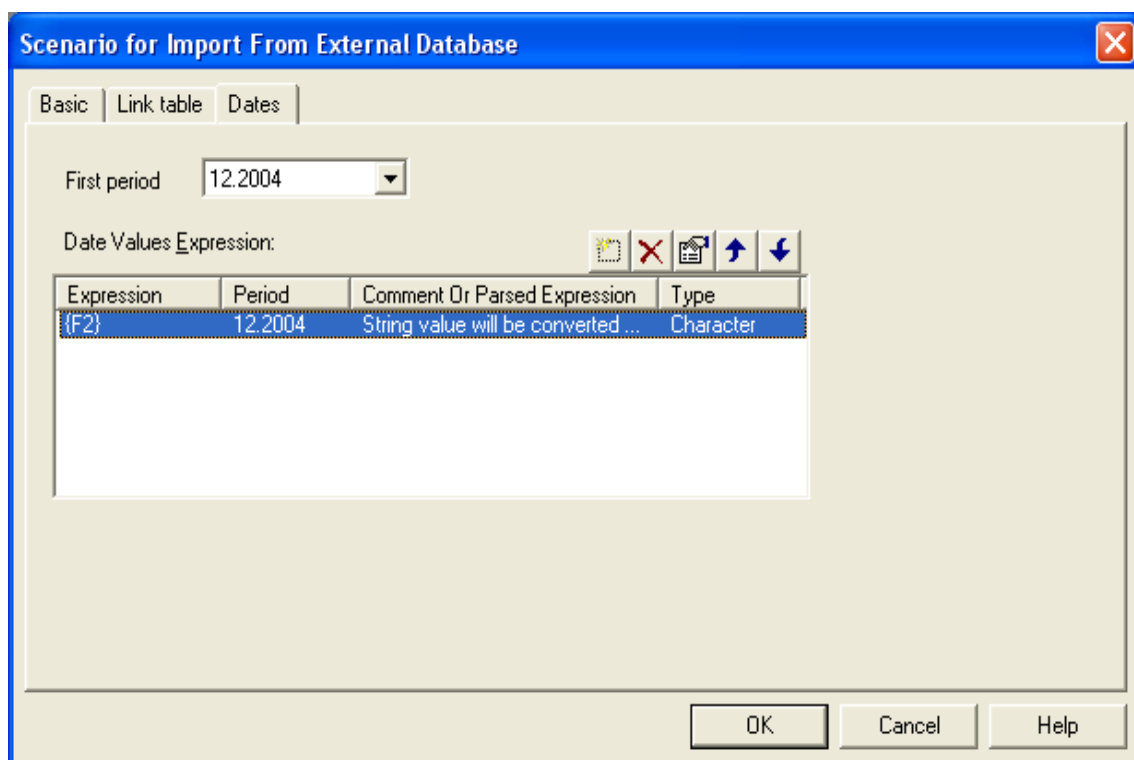 Scenario for Import From External Database
Basic Link table Dates
First period 12.2004
Date Values Expression:
Expression Period Comment Or Parsed Expression Type
{F2} 12.2004 String value will be converted ... Character
OK Cancel Help